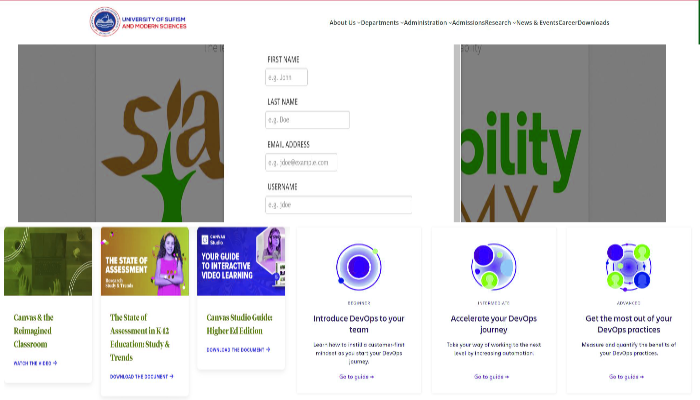 UNIVERSITY OF SUFISM
AND MODERN SCIENCES
About Us Departments Administration Admissions Research News & Events Career Downloads
The
FIRST NAME
e.g. John
LAST NAME
e.g. Doe
EMAIL ADDRESS
e.g. jdoe@example.com
USERNAME
e.g. jdoe
sta
bility
MY
THE STATE OF
ASSESSMENT
Research
Study & Trends
CANVAS
Studio
YOUR GUIDE
TO INTERACTIVE
VIDEO LEARNING
Canvas & the
Reimagined
Classroom
WATCH THE VIDEO →
The State of
Assessment in K-12
Education: Study &
Trends
DOWNLOAD THE DOCUMENT →
Canvas Studio Guide:
Higher Ed Edition
DOWNLOAD THE DOCUMENT →
BEGINNER
Introduce DevOps to your
team
Learn how to instill a customer-first
mindset as you start your DevOps
journey.
Go to guide →
INTERMEDIATE
Accelerate your DevOps
journey
Take your way of working to the next
level by increasing automation.
Go to guide →
ADVANCED
Get the most out of your
DevOps practices
Measure and quantify the benefits of
your DevOps practices.
Go to guide →